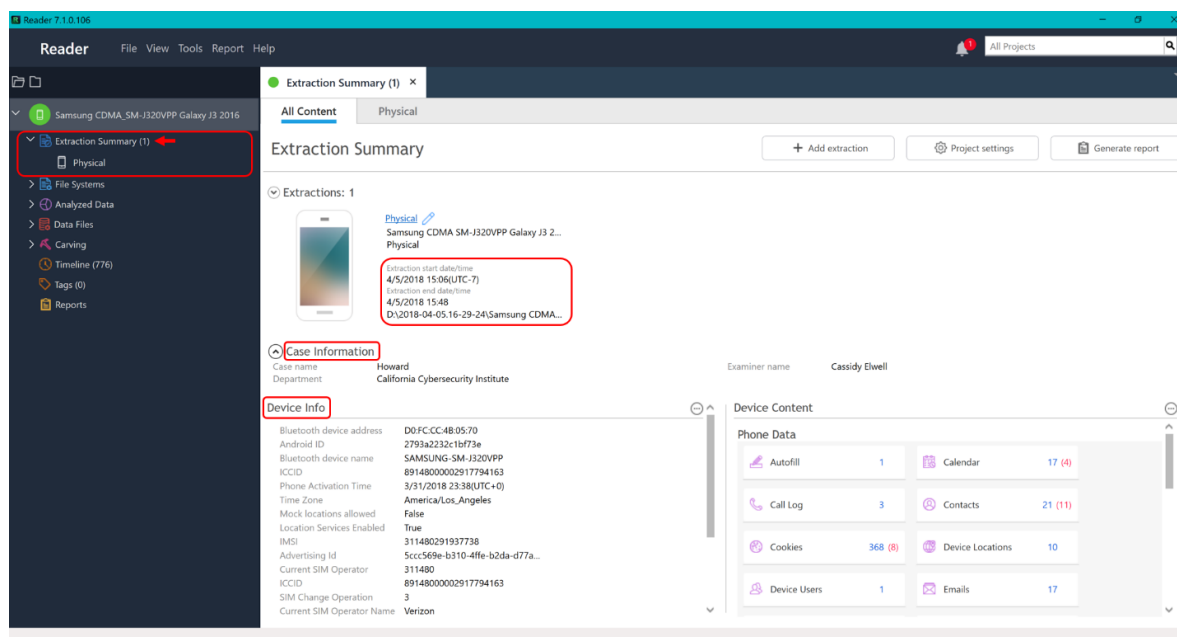 Reader 7.1.0.106
Reader File View Tools Report Help
1 All Projects
Extraction Summary (1) ×
Samsung CDMA_SM-J320VPP Galaxy J3 2016
All Content Physical
Extraction Summary (1)
Physical
Extraction Summary
+ Add extraction Project settings Generate report
File Systems
Analyzed Data
Data Files
Carving
Timeline (776)
Tags (0)
Reports
Extractions: 1
Physical
Samsung CDMA SM-J320VPP Galaxy J3 2...
Physical
Extraction start date/time
4/5/2018 15:06(UTC-7)
Extraction end date/time
4/5/2018 15:48
D:\2018-04-05.16-29-24\Samsung CDMA...
Case Information
Case name Howard Examiner name Cassidy Elwell
Department California Cybersecurity Institute
Device Info
Bluetooth device address D0:FC:CC:4B:05:70
Android ID 2793a2232c1bf73e
Bluetooth device name SAMSUNG-SM-J320VPP
ICCID 89148000002917794163
Phone Activation Time 3/31/2018 23:38(UTC+0)
Time Zone America/Los_Angeles
Mock locations allowed False
Location Services Enabled True
IMSI 311480291937738
Advertising Id 5ccc569e-b310-4ffe-b2da-d77a...
Current SIM Operator 311480
ICCID 89148000002917794163
SIM Change Operation 3
Current SIM Operator Name Verizon
Device Content
Phone Data
Autofill 1 Calendar 17 (4)
Call Log 3 Contacts 21 (11)
Cookies 368 (8) Device Locations 10
Device Users 1 Emails 17